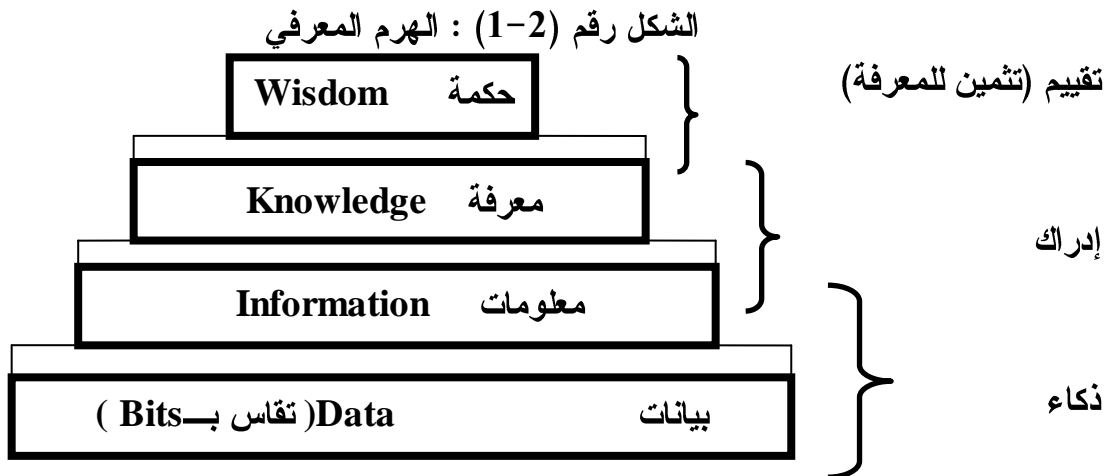 الشكل رقم (2-1) : الهرم المعرفي
حكمة Wisdom
تقييم (تثمين للمعرفة)
معرفة Knowledge
إدراك
معلومات Information
بيانات Data( تقاس بــBits )
ذكاء